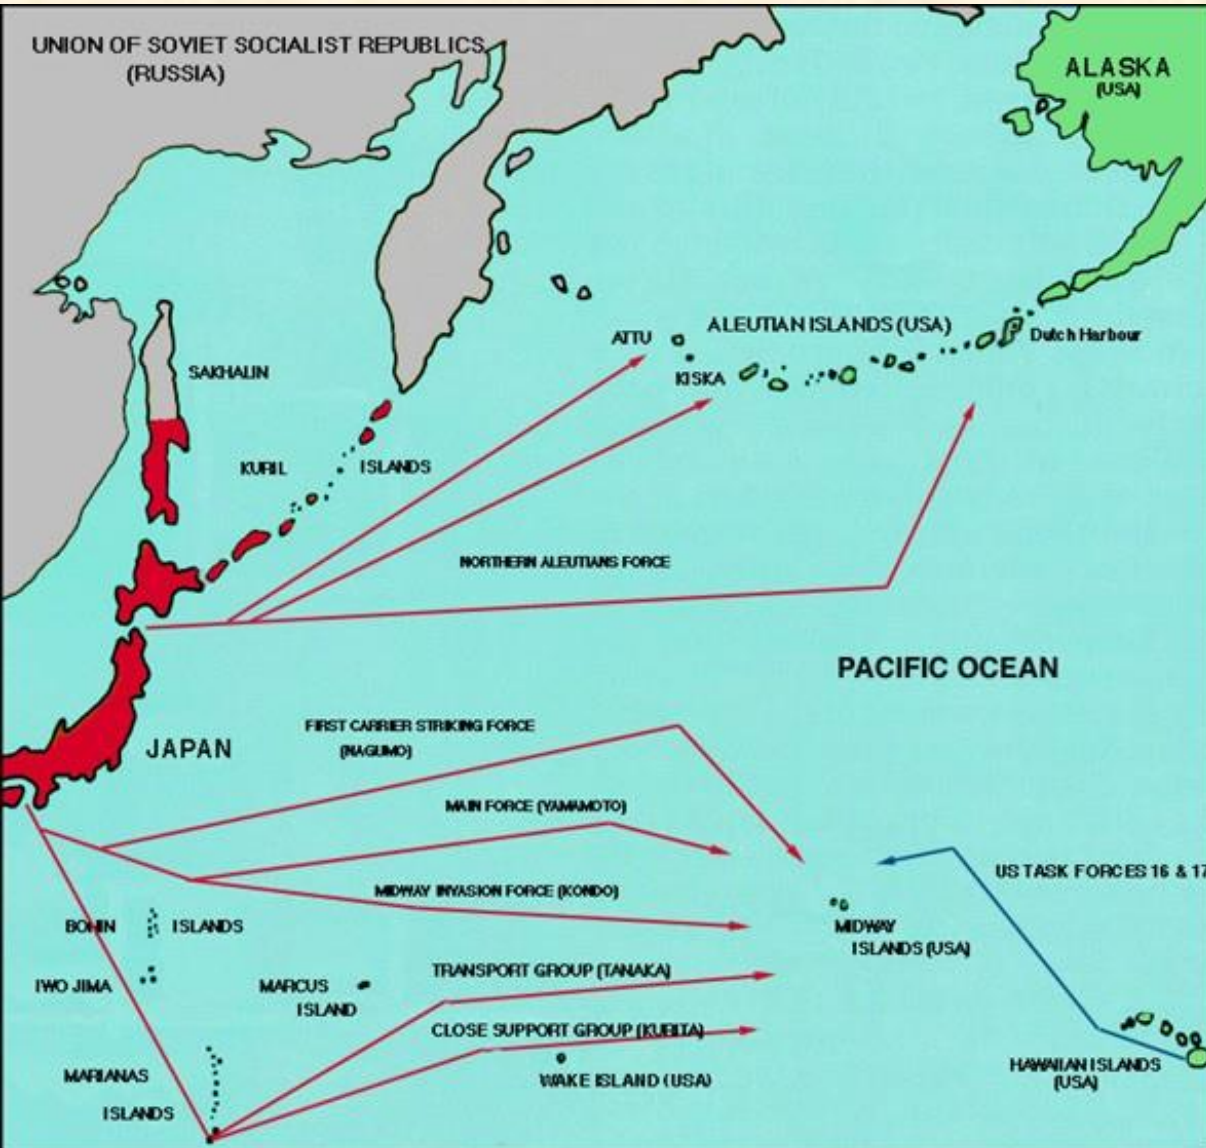 UNION OF SOVIET SOCIALIST REPUBLICS
(RUSSIA)
ALASKA
(USA)
ALEUTIAN ISLANDS (USA)
ATTU
Dutch Harbour
SAKHALIN
KISKA
KURIL ISLANDS
NORTHERN ALEUTIANS FORCE
PACIFIC OCEAN
FIRST CARRIER STRIKING FORCE
(NAGUMO)
JAPAN
MAIN FORCE (YAMAMOTO)
US TASK FORCES 16 & 17
MIDWAY INVASION FORCE (KONDO)
BONIN ISLANDS
MIDWAY
ISLANDS (USA)
TRANSPORT GROUP (TANAKA)
IWO JIMA
MARCUS
ISLAND
CLOSE SUPPORT GROUP (KURITA)
HAWAIIAN ISLANDS
(USA)
MARIANAS
ISLANDS
WAKE ISLAND (USA)